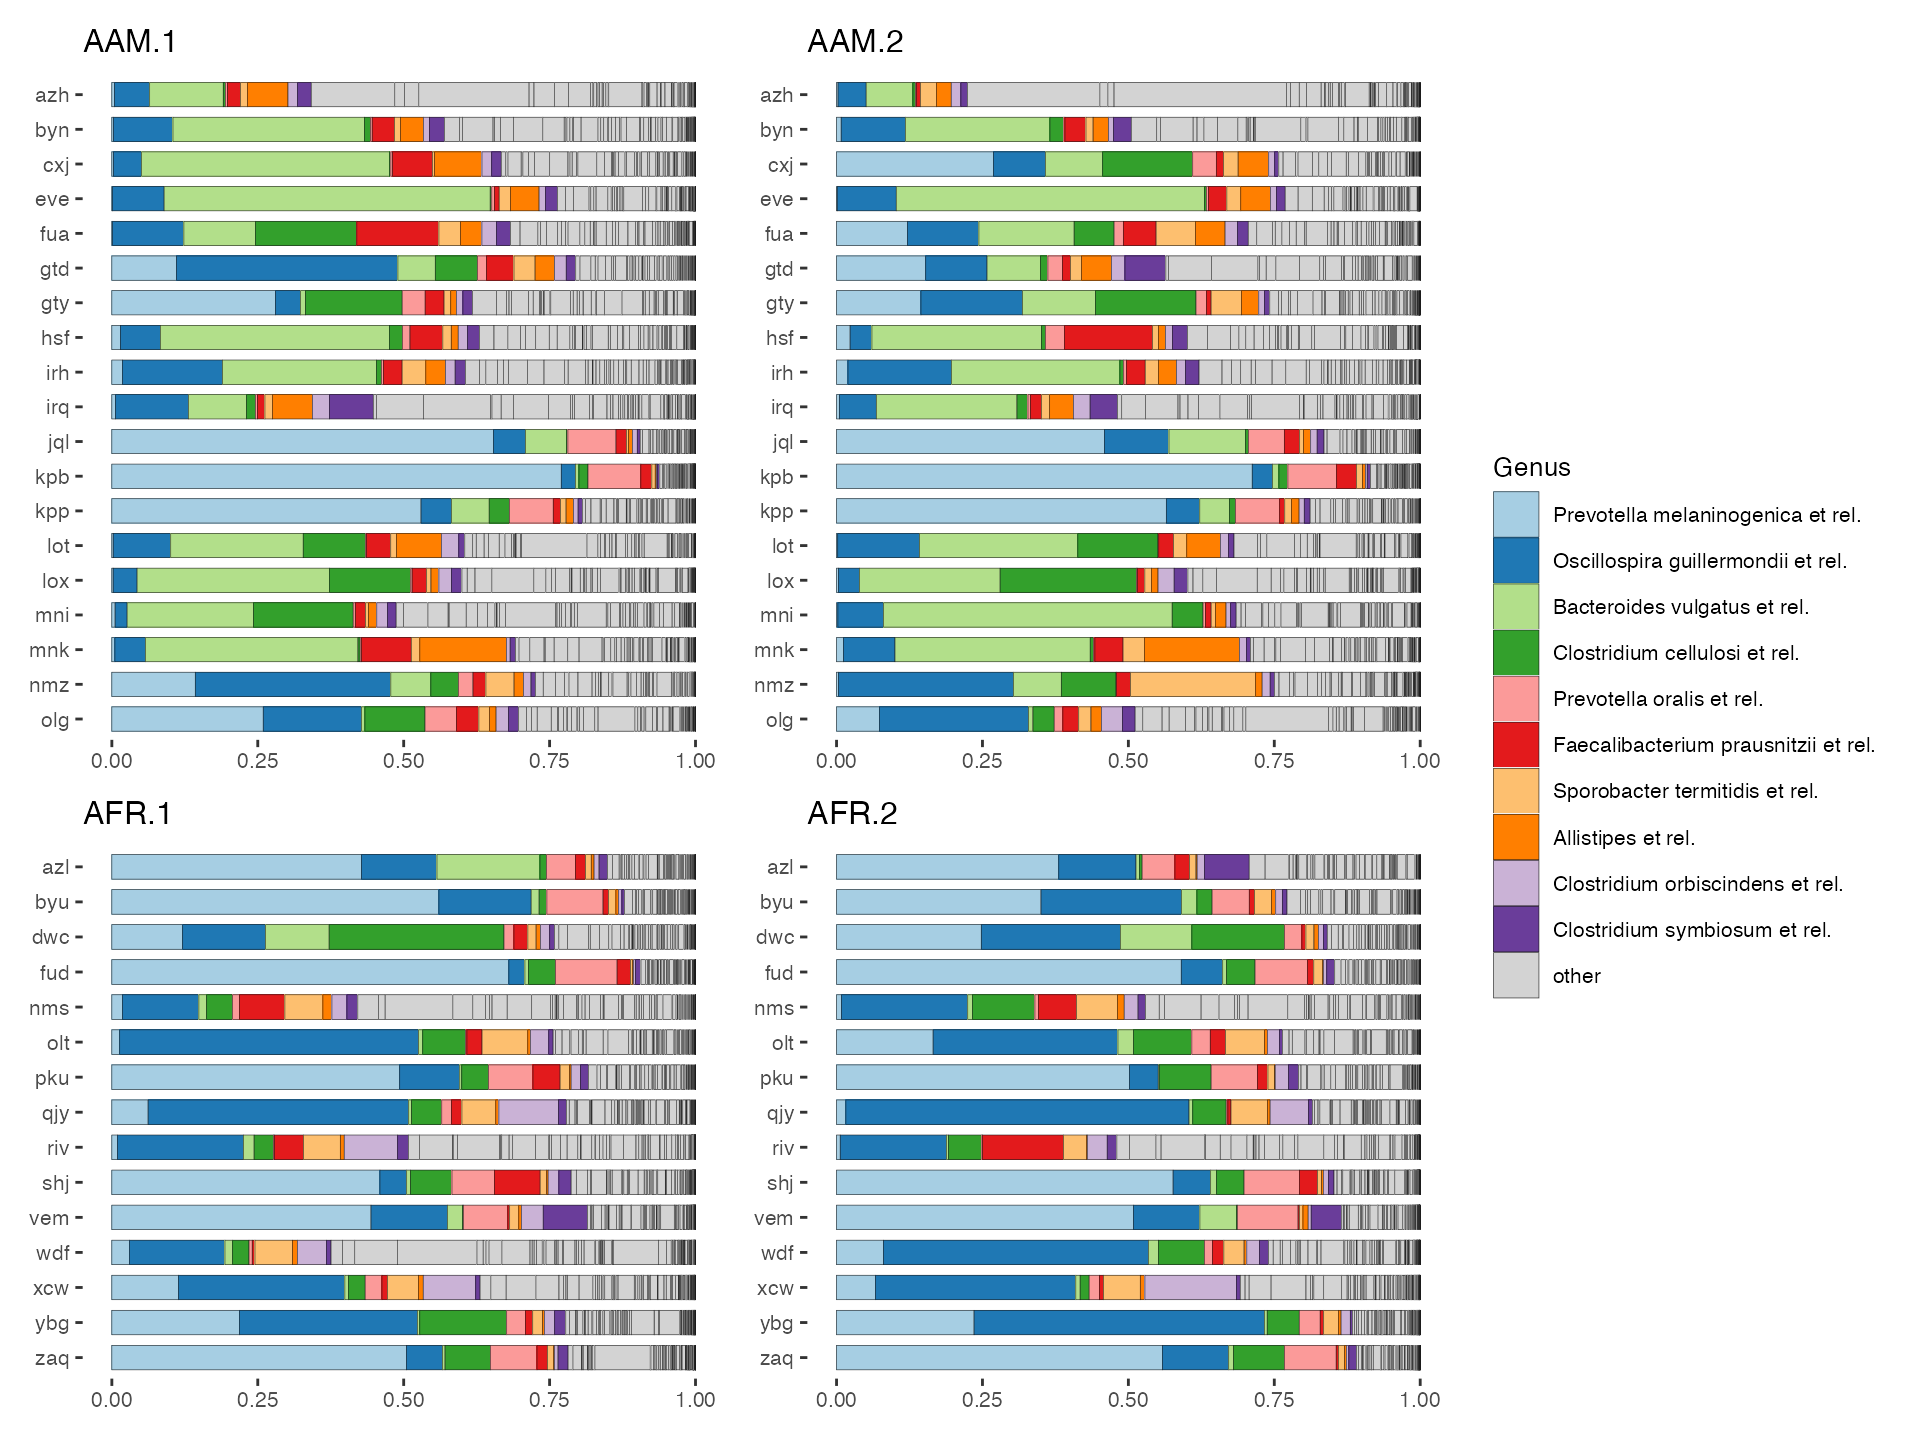 AAM.1
azh
byn
cxj
eve
fua
gtd
gty
hsf
irh
irq
jql
kpb
kpp
lot
lox
mni
mnk
nmz
olg
0.00 0.25 0.50 0.75 1.00
AAM.2
azh
byn
cxj
eve
fua
gtd
gty
hsf
irh
irq
jql
kpb
kpp
lot
lox
mni
mnk
nmz
olg
0.00 0.25 0.50 0.75 1.00
AFR.1
azl
byu
dwc
fud
nms
olt
pku
qjy
riv
shj
vem
wdf
xcw
ybg
zaq
0.00 0.25 0.50 0.75 1.00
AFR.2
azl
byu
dwc
fud
nms
olt
pku
qjy
riv
shj
vem
wdf
xcw
ybg
zaq
0.00 0.25 0.50 0.75 1.00
Genus
Prevotella melaninogenica et rel.
Oscillospira guillermondii et rel.
Bacteroides vulgatus et rel.
Clostridium cellulosi et rel.
Prevotella oralis et rel.
Faecalibacterium prausnitzii et rel.
Sporobacter termitidis et rel.
Allistipes et rel.
Clostridium orbiscindens et rel.
Clostridium symbiosum et rel.
other